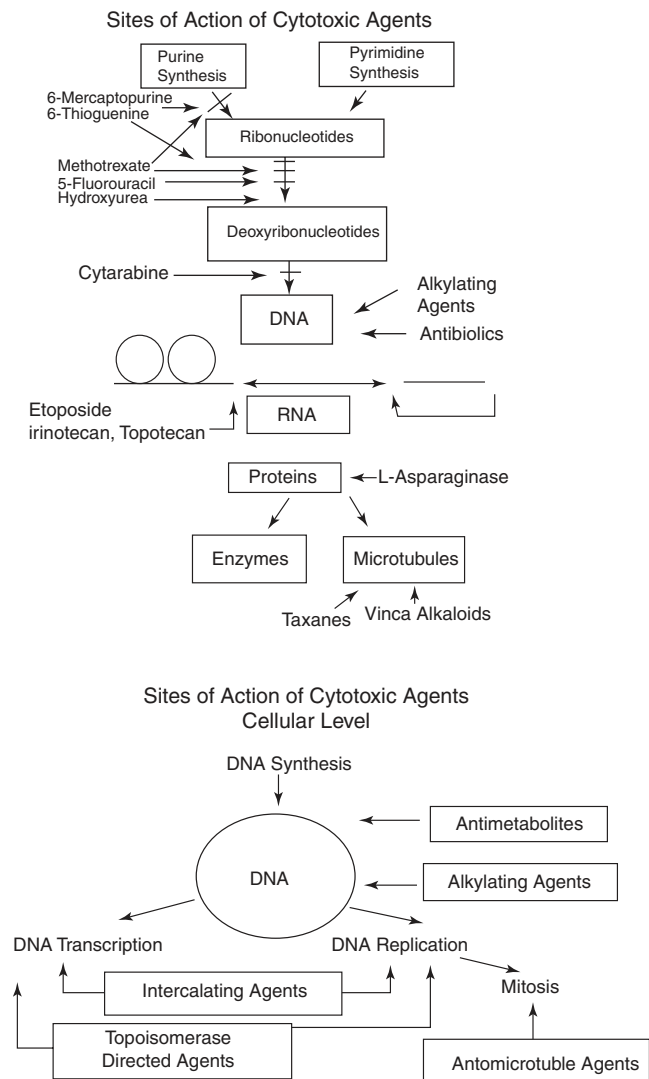 Sites of Action of Cytotoxic Agents
Purine
Synthesis
Pyrimidine
Synthesis
6-Mercaptopurine
6-Thioguenine
Ribonucleotides
Methotrexate
5-Fluorouracil
Hydroxyurea
Deoxyribonucleotides
Cytarabine
DNA
Alkylating
Agents
Antibiolics
Etoposide
irinotecan, Topotecan
RNA
Proteins
L-Asparaginase
Enzymes
Microtubules
Taxanes
Vinca Alkaloids
Sites of Action of Cytotoxic Agents
Cellular Level
DNA Synthesis
Antimetabolites
DNA
Alkylating Agents
DNA Transcription
DNA Replication
Intercalating Agents
Mitosis
Topoisomerase
Directed Agents
Antomicrotuble Agents